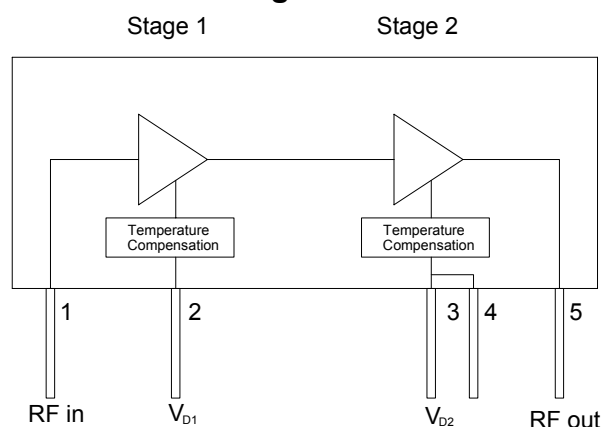 Stage 1 Stage 2
Temperature Temperature
Compensation Compensation
1 2 3 4 5
RF in VD1 VD2 RF out